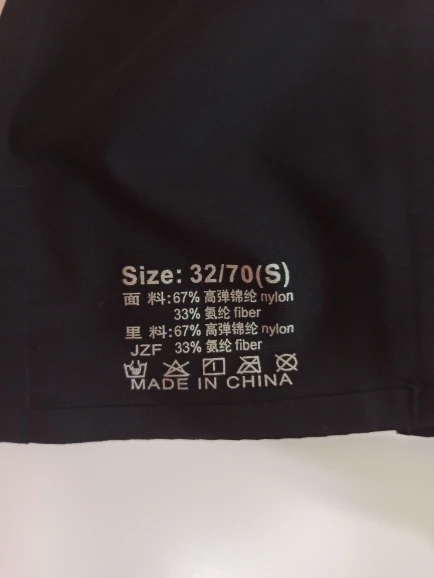 Size: 32/70(S)
面 料:67% 高弹锦纶 nylon
33% 氨纶 fiber
里 料:67% 高弹锦纶 nylon
JZF 33% 氨纶 fiber
MADE IN CHINA